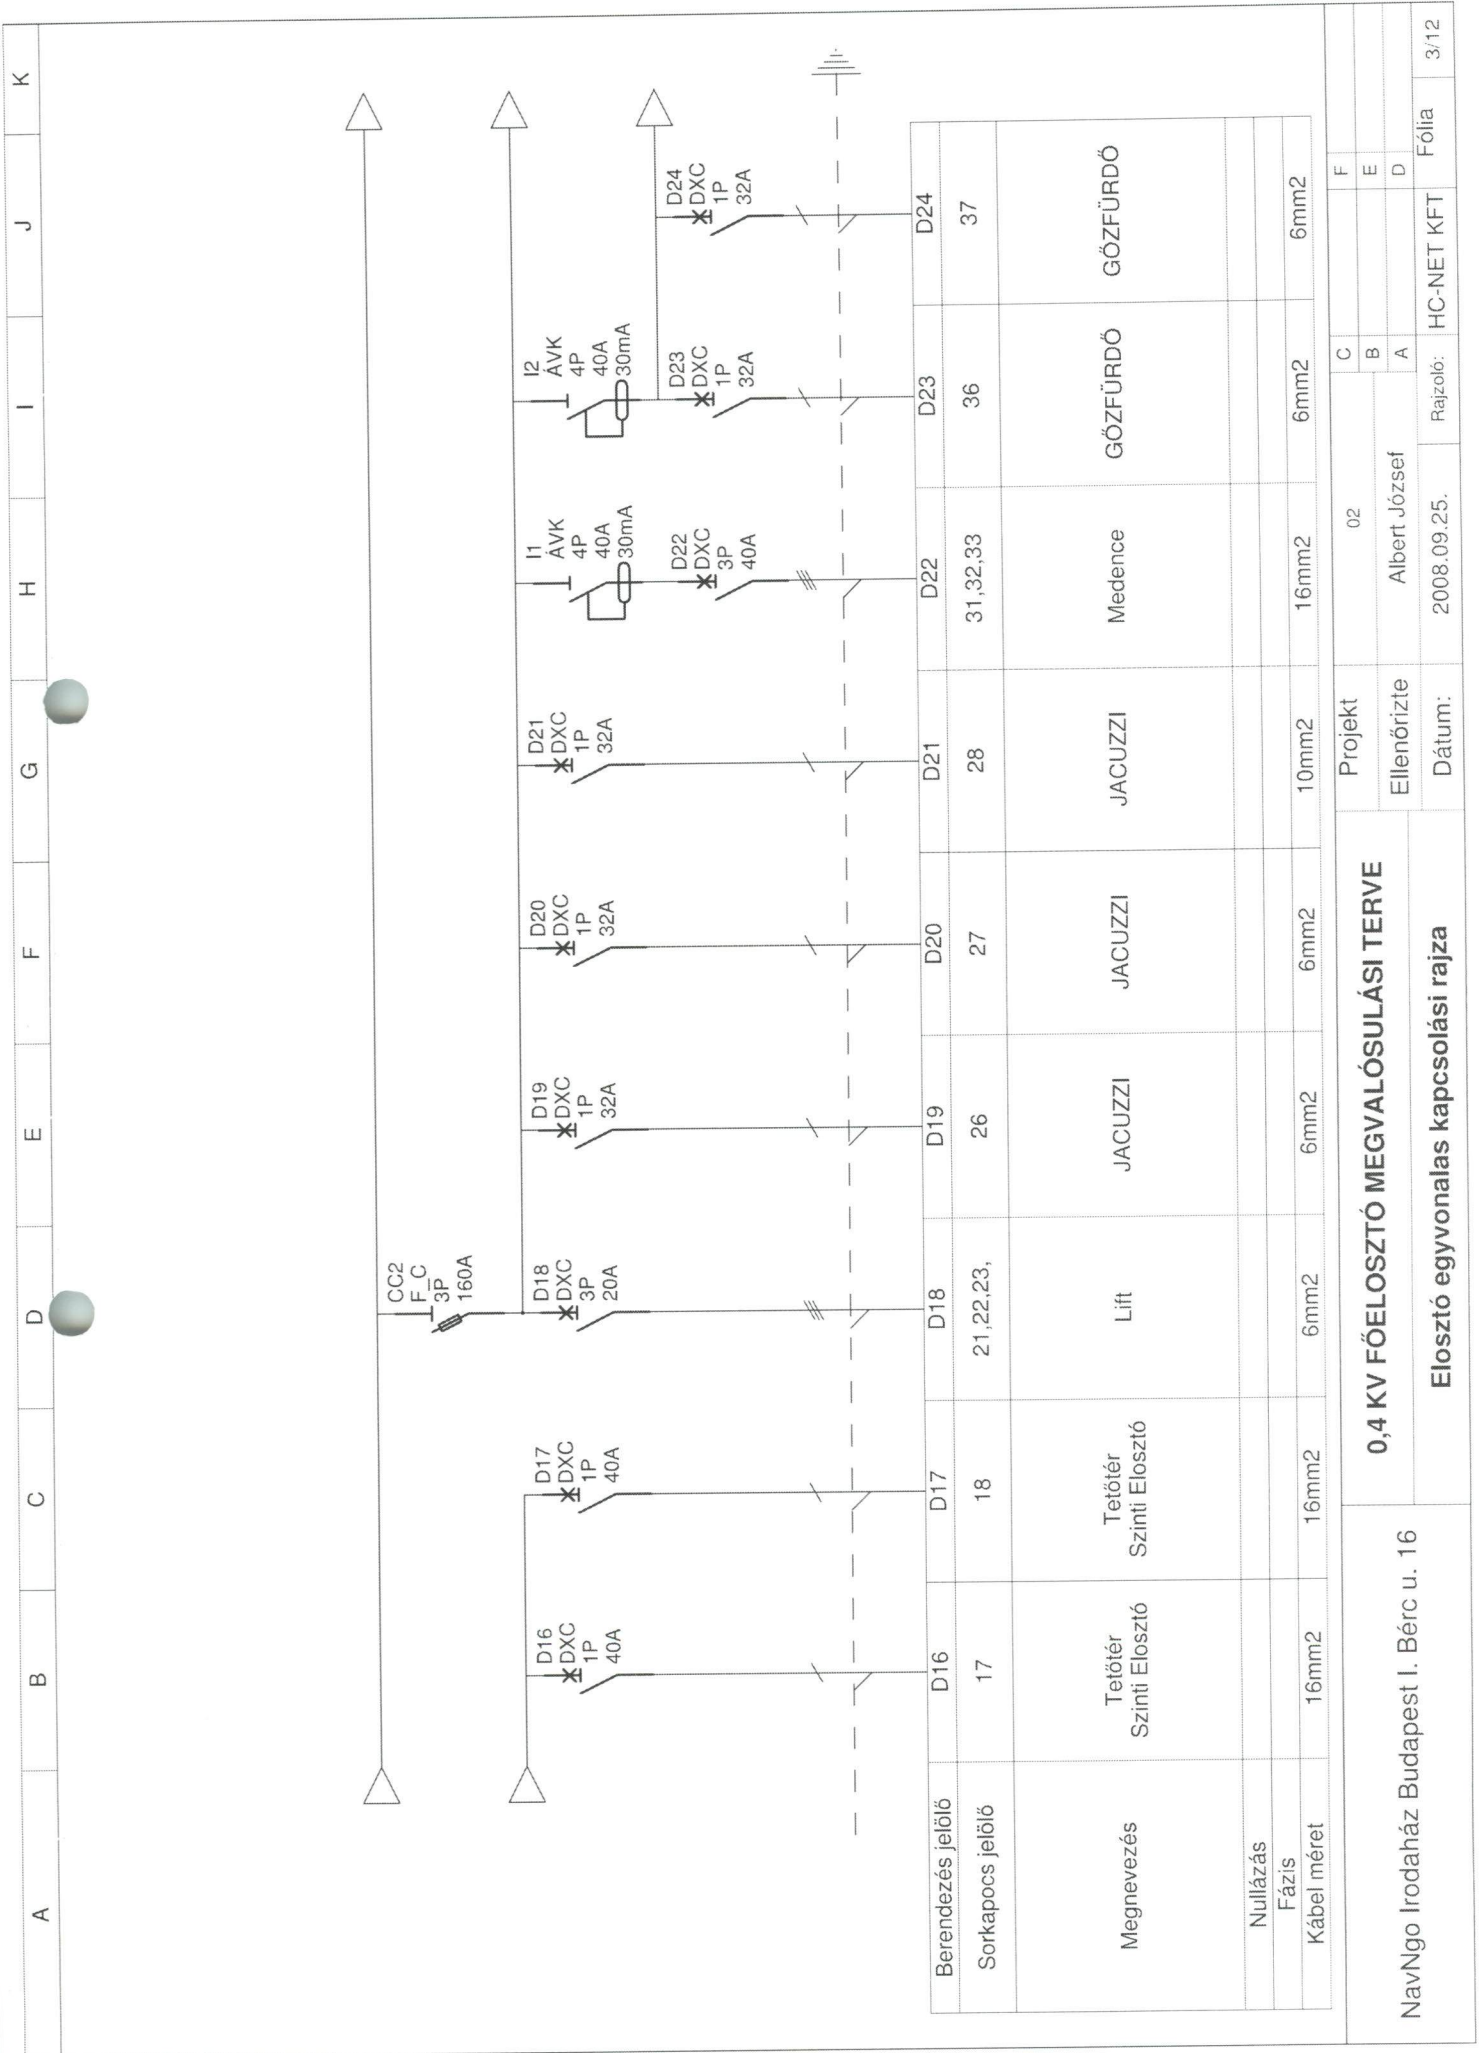 A B C D E F G H I J K
CC2
F_C
3P
160A
D16
DXC
1P
40A
D17
DXC
1P
40A
D18
DXC
3P
20A
D19
DXC
1P
32A
D20
DXC
1P
32A
D21
DXC
1P
32A
I1
ÁVK
4P
40A
30mA
D22
DXC
3P
40A
I2
ÁVK
4P
40A
30mA
D23
DXC
1P
32A
D24
DXC
1P
32A
Berendezés jelölő D16 D17 D18 D19 D20 D21 D22 D23 D24
Sorkapocs jelölő 17 18 21,22,23, 26 27 28 31,32,33 36 37
Megnevezés
Tetőtér
Szinti Elosztó
Tetőtér
Szinti Elosztó
Lift
JACUZZI
JACUZZI
JACUZZI
Medence
GŐZFÜRDŐ
GŐZFÜRDŐ
Nullázás
Fázis
Kábel méret 16mm2 16mm2 6mm2 6mm2 6mm2 10mm2 16mm2 6mm2 6mm2
NavNgo Irodaház Budapest I. Bérc u. 16
0,4 KV FŐELOSZTÓ MEGVALÓSULÁSI TERVE
Elosztó egyvonalas kapcsolási rajza
Projekt 02 C F
B E
Ellenőrizte Albert József A D
Dátum: 2008.09.25. Rajzoló: HC-NET KFT Fólia 3/12